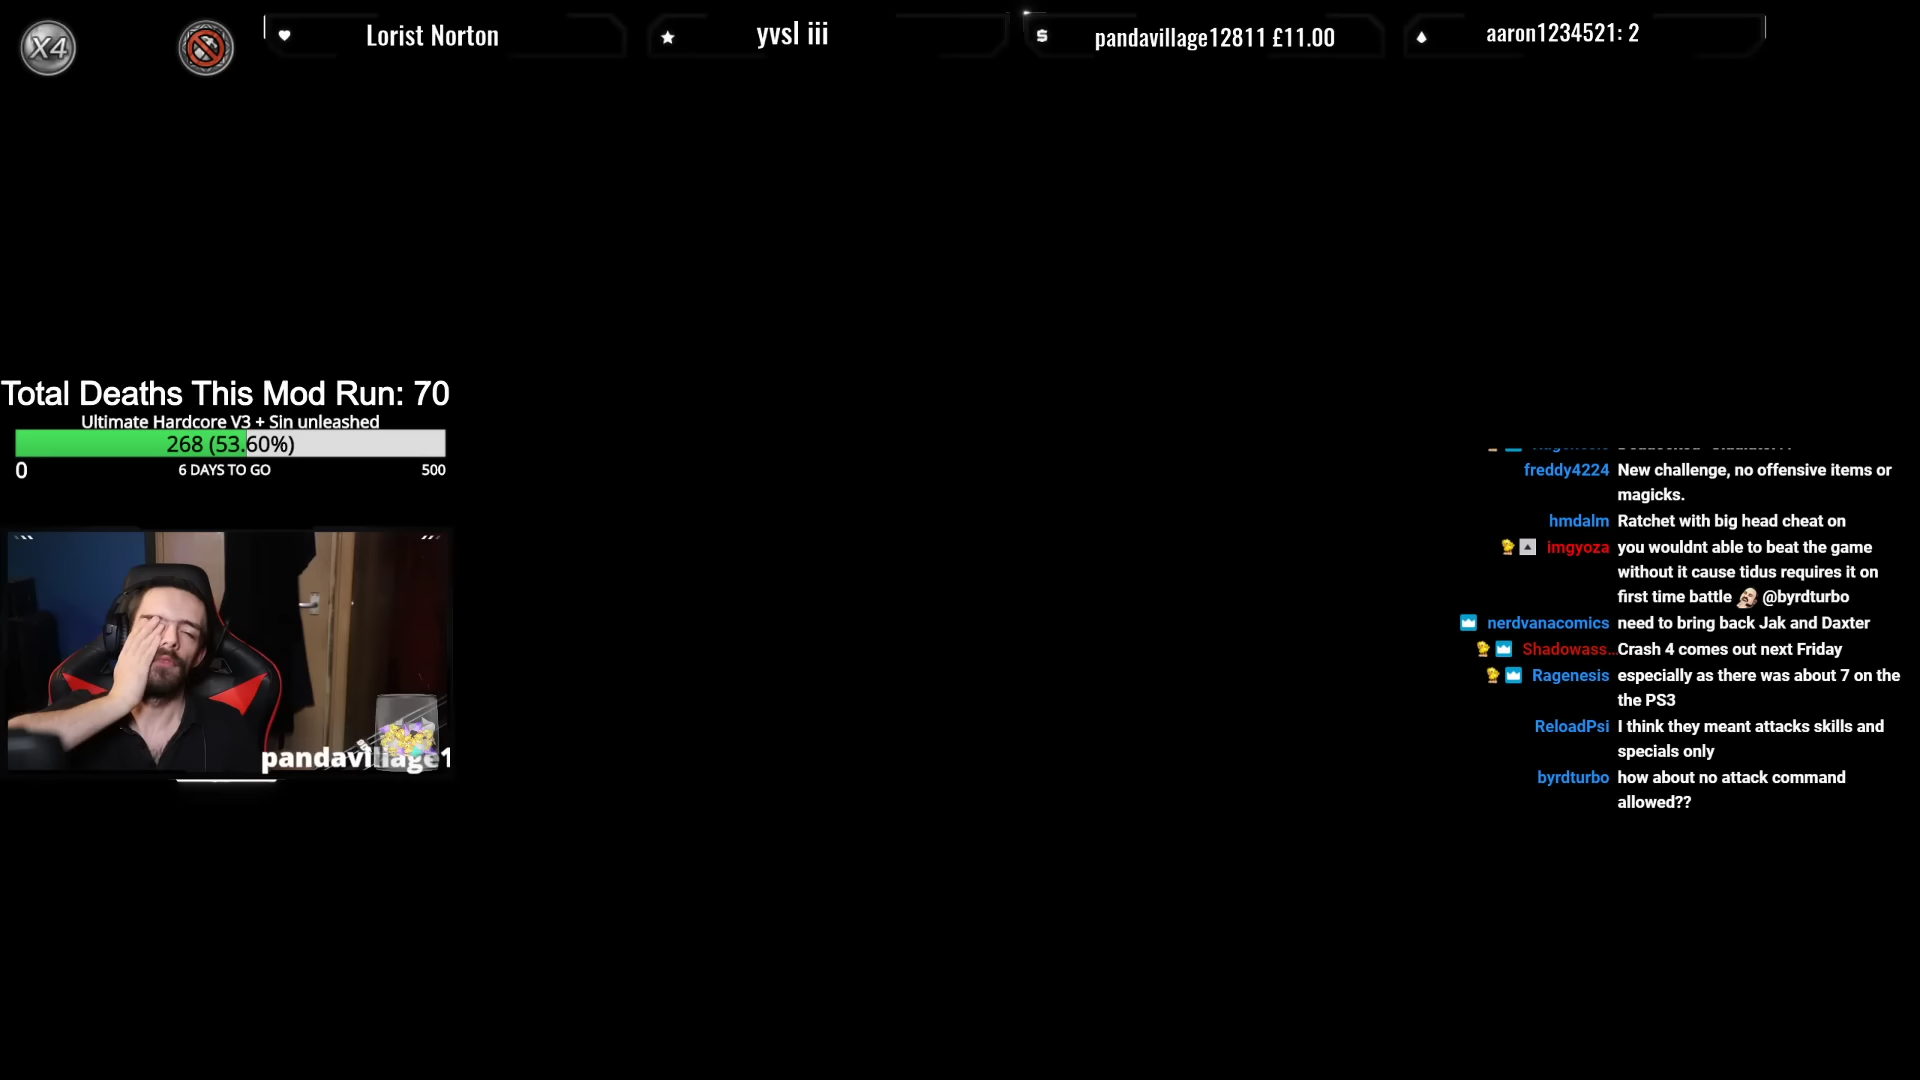 X4
Lorist Norton
yvsl iii
pandavillage12811 £11.00
aaron1234521: 2
Total Deaths This Mod Run: 70
Ultimate Hardcore V3 + Sin unleashed
268 (53.60%)
0
6 DAYS TO GO
500
pandavillage1
freddy4224 New challenge, no offensive items or
magicks.
hmdalm Ratchet with big head cheat on
imgyoza you wouldnt able to beat the game
without it cause tidus requires it on
first time battle @byrdturbo
nerdvanacomics need to bring back Jak and Daxter
Shadowass... Crash 4 comes out next Friday
Ragenesis especially as there was about 7 on the
the PS3
ReloadPsi I think they meant attacks skills and
specials only
byrdturbo how about no attack command
allowed??